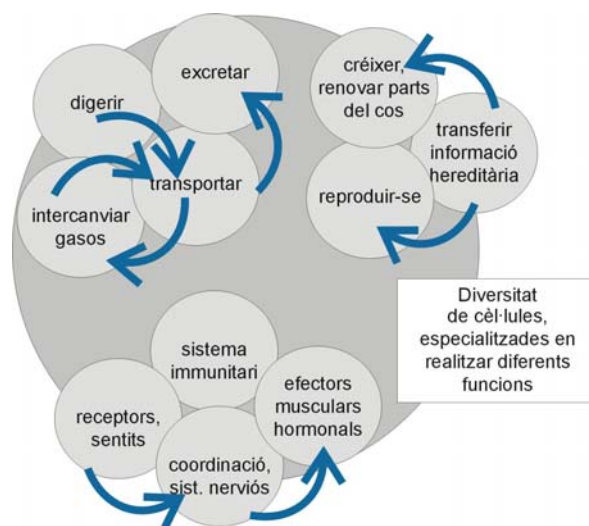 excretar
digerir
transportar
intercanviar
gasos
créixer,
renovar parts
del cos
transferir
informació
hereditària
reproduir-se
Diversitat
de cèl·lules,
especialitzades en
realitzar diferents
funcions
sistema
immunitari
efectors
musculars
hormonals
receptors,
sentits
coordinació,
sist. nerviós